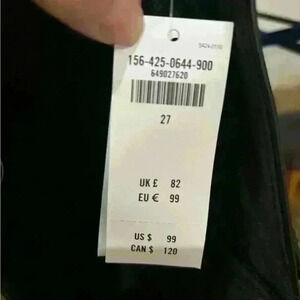 156-425-0644-900
649027620
27
UK £ 82
EU € 99
US $ 99
CAN $ 120